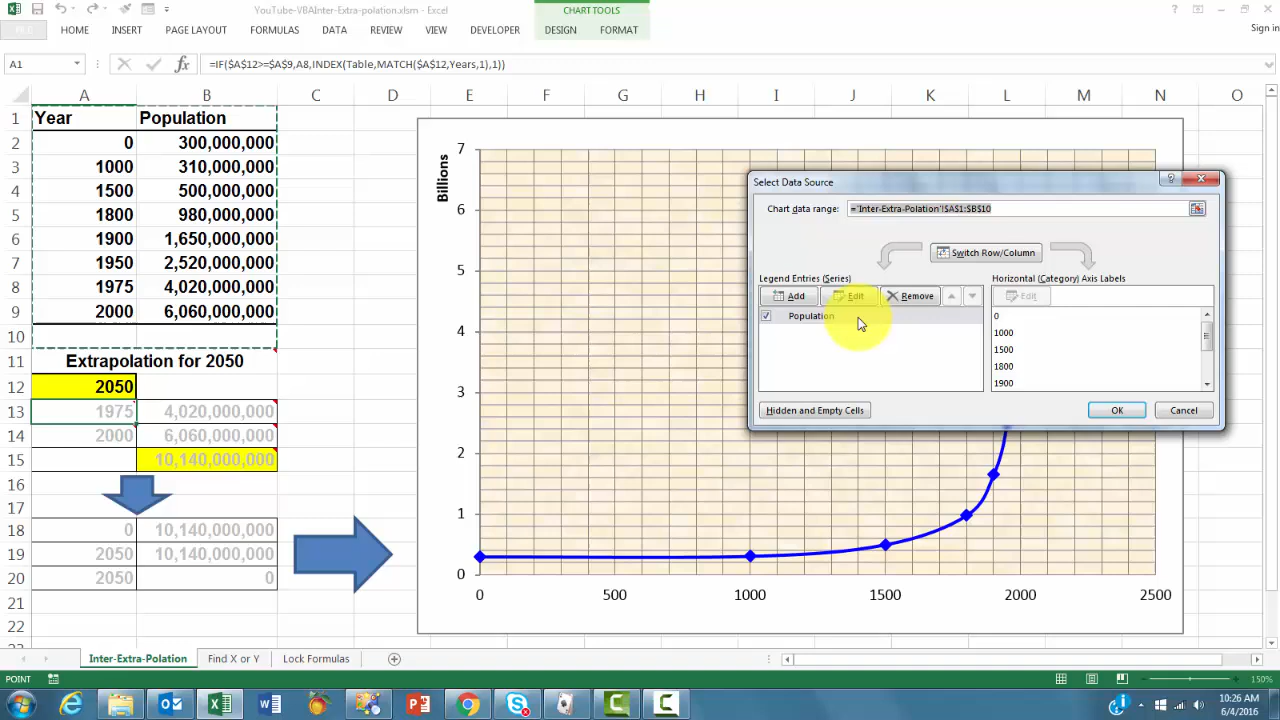 YouTube-VBAInter-Extra-polation.xlsm - Excel
CHART TOOLS
HOME INSERT PAGE LAYOUT FORMULAS DATA REVIEW VIEW DEVELOPER DESIGN FORMAT
Sign in
A1 fx =IF($A$12>=$A$9,A8,INDEX(Table,MATCH($A$12,Years,1),1))
A B C D E F G H I J K L M N O
1 Year Population
2 0 300,000,000
3 1000 310,000,000
4 1500 500,000,000
5 1800 980,000,000
6 1900 1,650,000,000
7 1950 2,520,000,000
8 1975 4,020,000,000
9 2000 6,060,000,000
10
11 Extrapolation for 2050
12 2050
13 1975 4,020,000,000
14 2000 6,060,000,000
15 10,140,000,000
16
17
18 0 10,140,000,000
19 2050 10,140,000,000
20 2050 0
21
22
Billions
7
6
5
4
3
2
1
0
0 500 1000 1500 2000 2500
Select Data Source
Chart data range: ='Inter-Extra-Polation'!$A$1:$B$10
Switch Row/Column
Legend Entries (Series)
Add Edit Remove
Population
Horizontal (Category) Axis Labels
Edit
0
1000
1500
1800
1900
Hidden and Empty Cells
OK Cancel
Inter-Extra-Polation Find X or Y Lock Formulas
POINT
150%
10:26 AM
6/4/2016